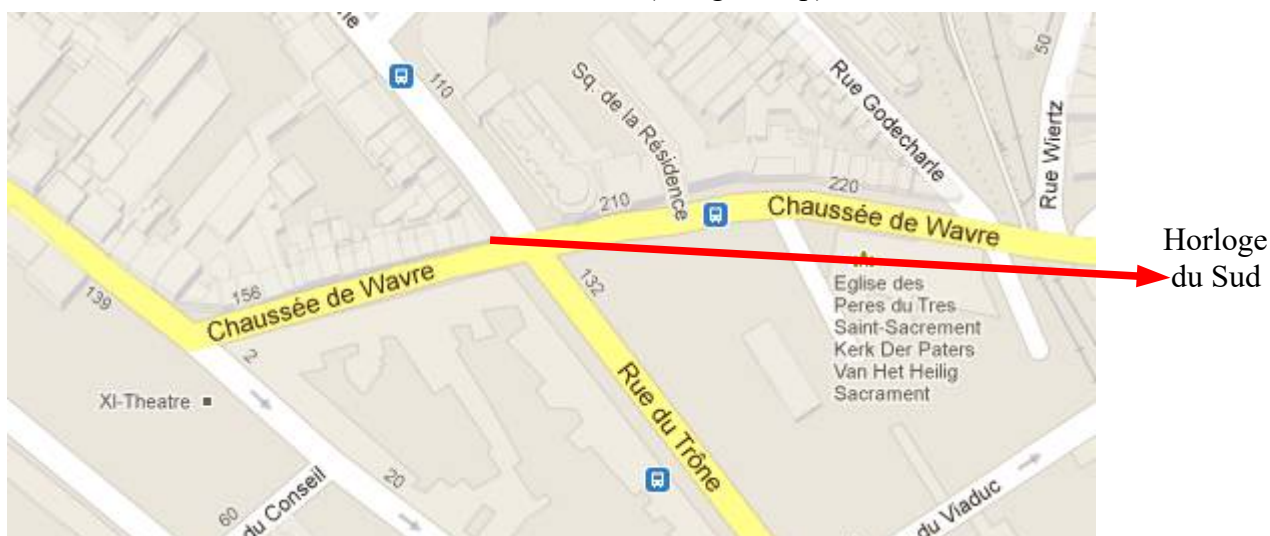 110
Sq. de la Résidence
Rue Godecharle
50
Rue Wiertz
210
220
Chaussée de Wavre
Horloge
du Sud
139
156
Chaussée de Wavre
132
Eglise des
Peres du Tres
Saint-Sacrement
Kerk Der Paters
Van Het Heilig
Sacrament
2
XI-Theatre
Rue du Trône
20
60
du Conseil
du Viaduc